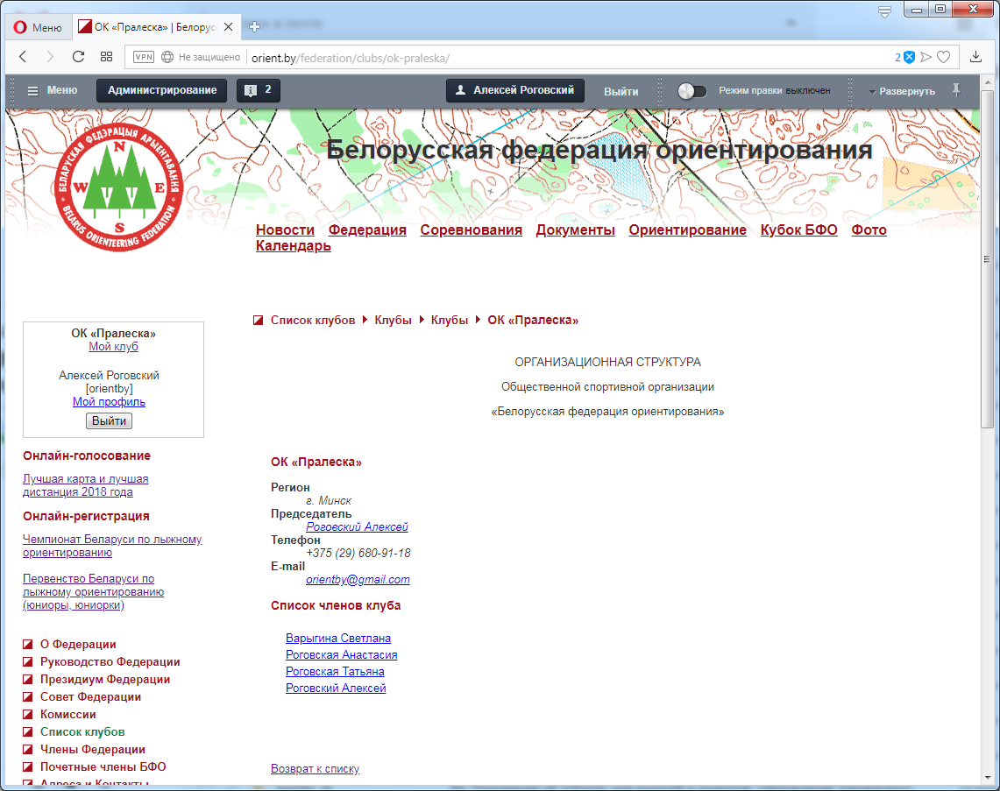 Меню
ОК «Пралеска» | Белорус
VPN Не защищено orient.by/federation/clubs/ok-praleska/ 2
Меню Администрирование 2 Алексей Роговский Выйти Режим правки выключен Развернуть
БЕЛАРУСКАЯ ФЕДЭРАЦЫЯ АРЫЕНТАВАННЯ
N
W E
S
BELARUS ORIENTEERING FEDERATION
Белорусская федерация ориентирования
Новости Федерация Соревнования Документы Ориентирование Кубок БФО Фото
Календарь
ОК «Пралеска»
Мой клуб
Алексей Роговский
[orientby]
Мой профиль
Выйти
Онлайн-голосование
Лучшая карта и лучшая
дистанция 2018 года
Онлайн-регистрация
Чемпионат Беларуси по лыжному
ориентированию
Первенство Беларуси по
лыжному ориентированию
(юниоры, юниорки)
О Федерации
Руководство Федерации
Президиум Федерации
Совет Федерации
Комиссии
Список клубов
Члены Федерации
Почетные члены БФО
Адреса и Контакты
Список клубов Клубы Клубы ОК «Пралеска»
ОРГАНИЗАЦИОННАЯ СТРУКТУРА
Общественной спортивной организации
«Белорусская федерация ориентирования»
ОК «Пралеска»
Регион
г. Минск
Председатель
Роговский Алексей
Телефон
+375 (29) 680-91-18
E-mail
orientby@gmail.com
Список членов клуба
Варыгина Светлана
Роговская Анастасия
Роговская Татьяна
Роговский Алексей
Возврат к списку